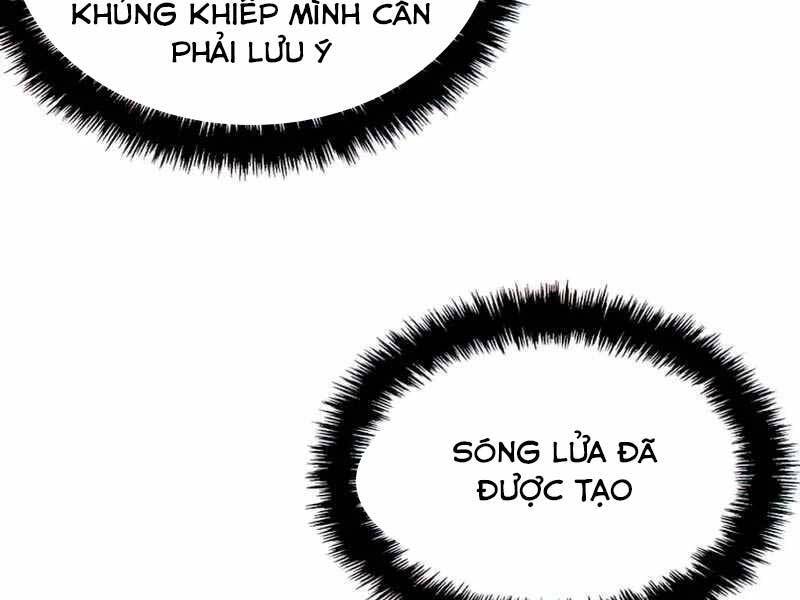 KHỦNG KHIẾP MÌNH CẦN
PHẢI LƯU Ý
SÓNG LỬA ĐÃ
ĐƯỢC TẠO